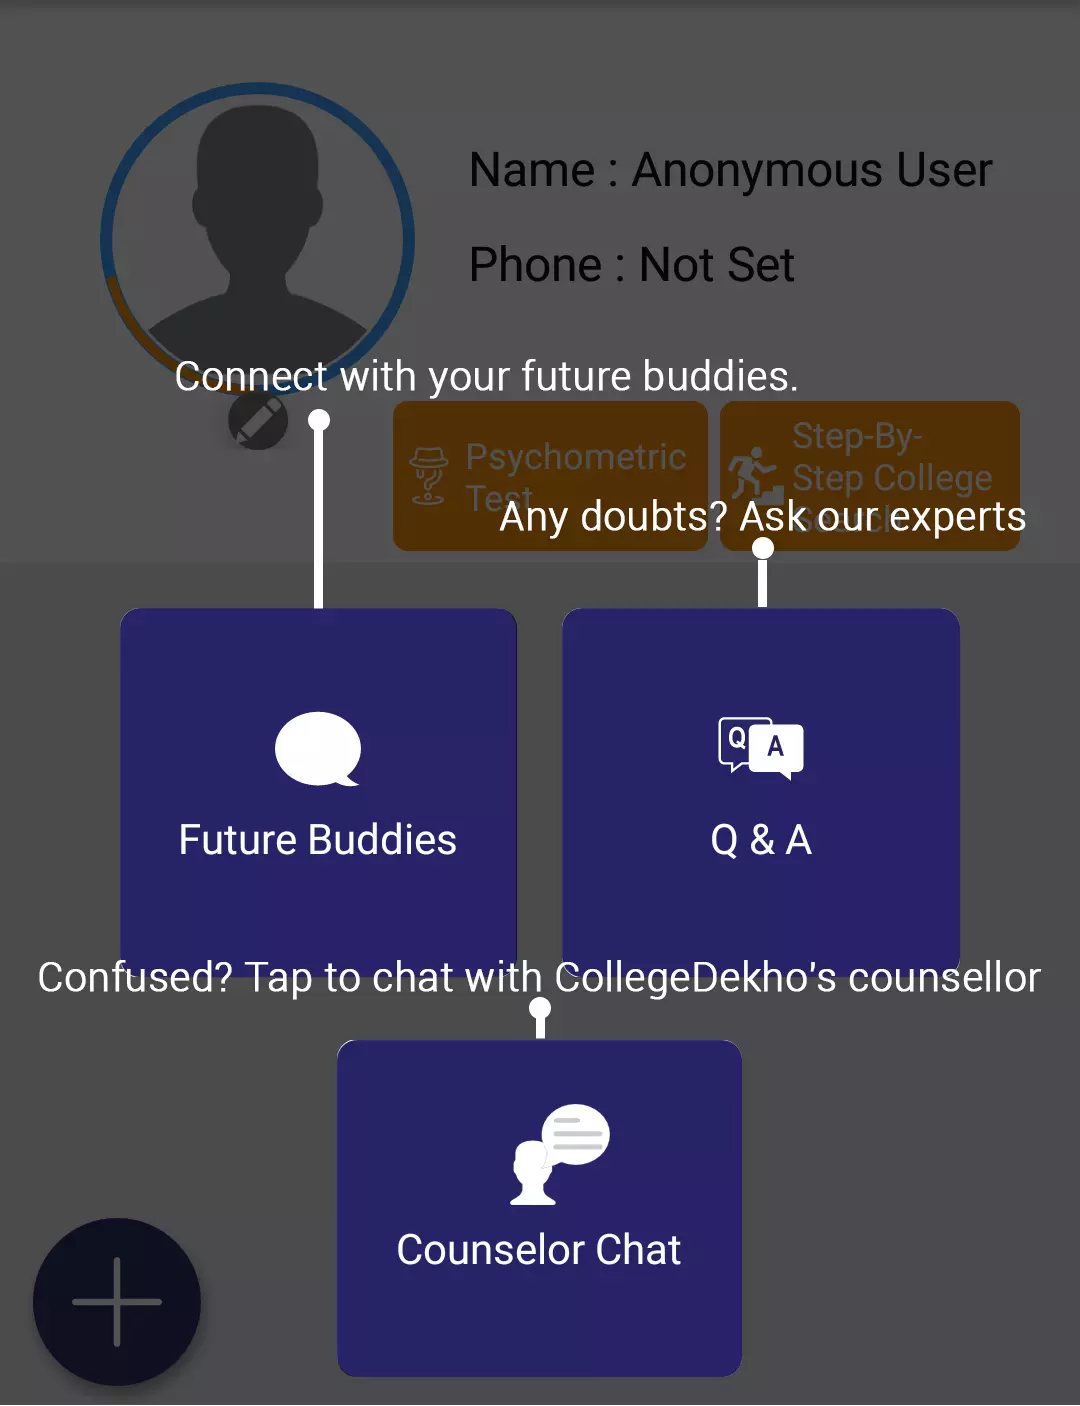 Name : Anonymous User
Phone : Not Set
Connect with your future buddies.
Psychometric
Test
Step-By-
Step College
Search
Any doubts? Ask our experts
Future Buddies
Q
A
Q & A
Confused? Tap to chat with CollegeDekho's counsellor
Counselor Chat